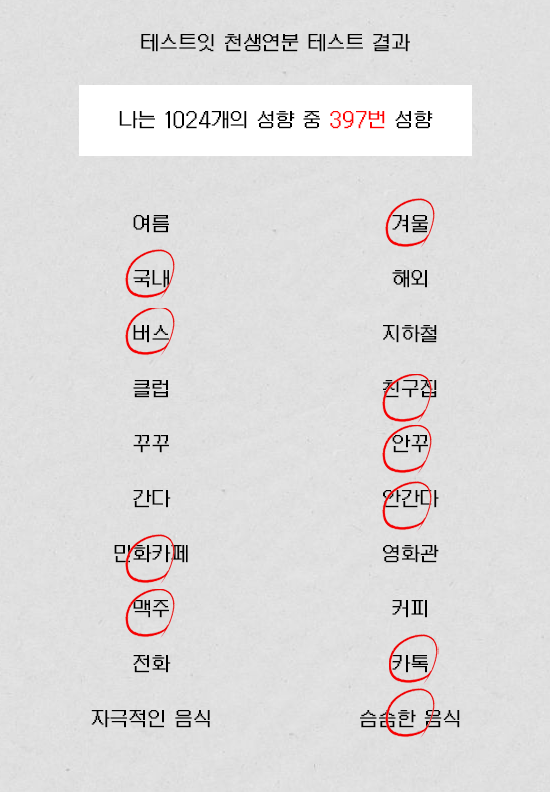 테스트잇 천생연분 테스트 결과
나는 1024개의 성향 중 397번 성향
여름 겨울
국내 해외
버스 지하철
클럽 친구집
꾸꾸 안꾸
간다 안간다
만화카페 영화관
맥주 커피
전화 카톡
자극적인 음식 슴슴한 음식